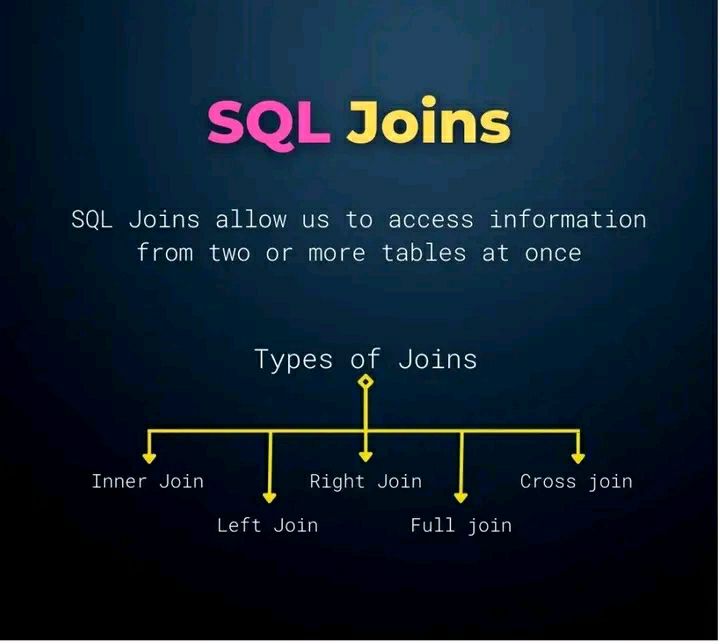 SQL Joins
SQL Joins allow us to access information
from two or more tables at once
Types of Joins
Inner Join
Right Join
Cross join
Left Join
Full join